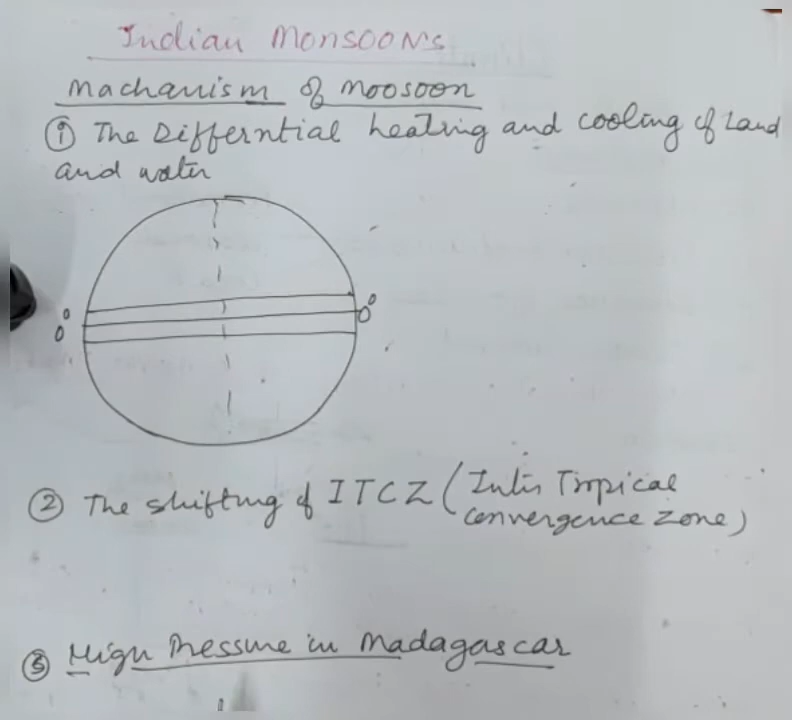 Indian Monsoon's
Machanism of Moosoon
① The Differntial heating and cooling of Land
and water
0° 0°
② The shifting of ITCZ (Inter Tropical
Convergence Zone)
③ High Pressure in Madagascar